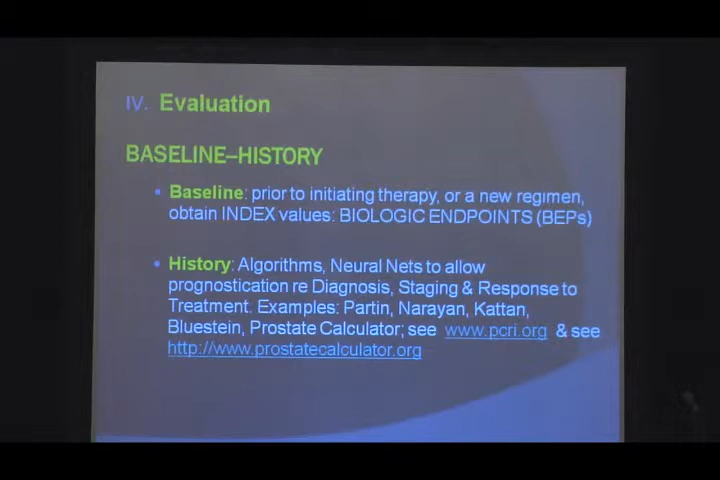 IV. Evaluation
BASELINE–HISTORY
Baseline: prior to initiating therapy, or a new regimen,
obtain INDEX values: BIOLOGIC ENDPOINTS (BEPs)
History: Algorithms, Neural Nets to allow
prognostication re Diagnosis, Staging & Response to
Treatment. Examples: Partin, Narayan, Kattan,
Bluestein, Prostate Calculator; see www.pcri.org & see
http://www.prostatecalculator.org